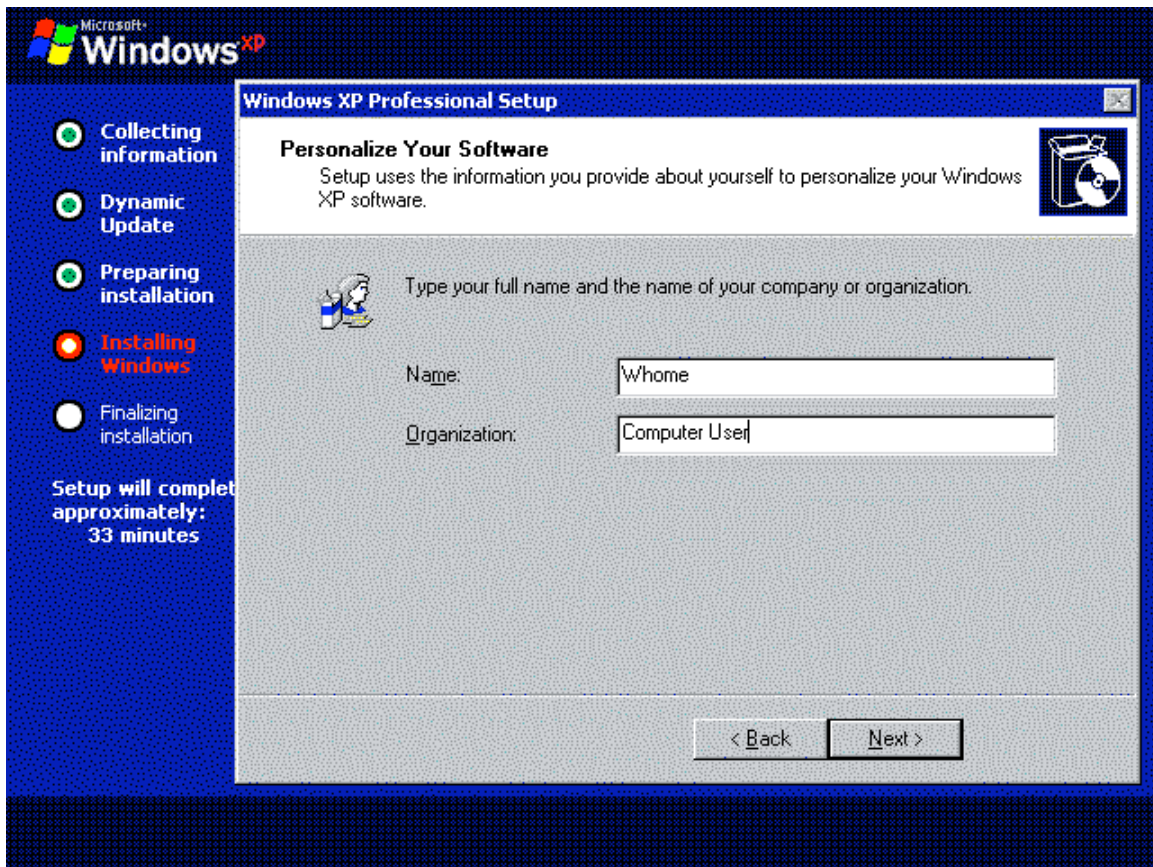 Microsoft
Windows xp
Windows XP Professional Setup
Collecting
information
Dynamic
Update
Preparing
installation
Installing
Windows
Finalizing
installation
Setup will complet
approximately:
33 minutes
Personalize Your Software
Setup uses the information you provide about yourself to personalize your Windows
XP software.
Type your full name and the name of your company or organization.
Name: Whome
Organization: Computer User
< Back Next >